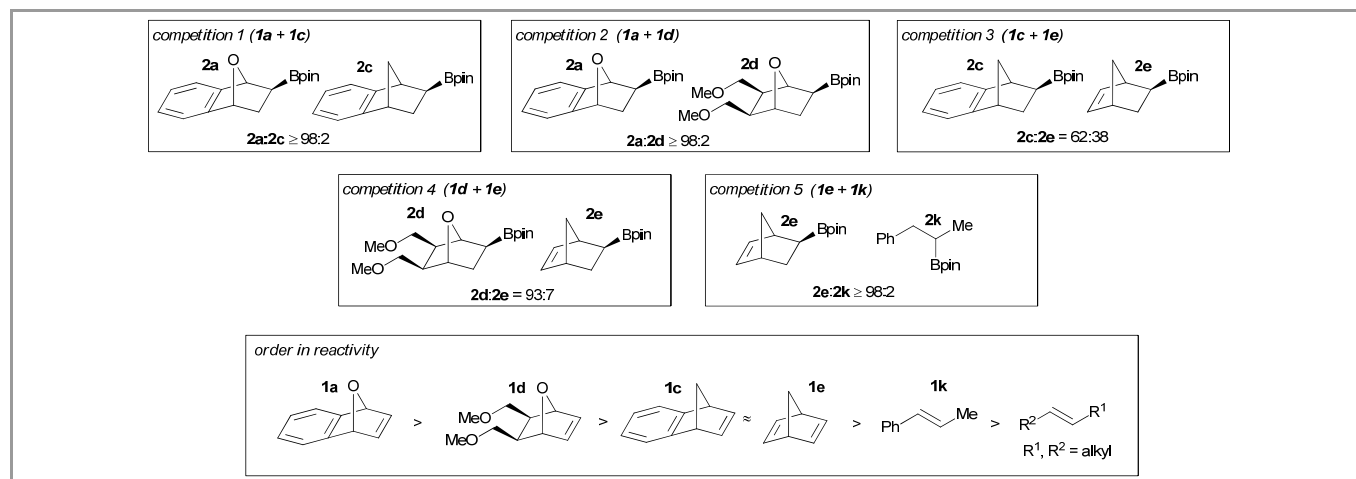 competition 1 (1a + 1c)
2a
O
Bpin
2c
Bpin
2a:2c ≥ 98:2
competition 2 (1a + 1d)
2a
O
Bpin
2d
O
Bpin
MeO
MeO
2a:2d ≥ 98:2
competition 3 (1c + 1e)
2c
Bpin
2e
Bpin
2c:2e = 62:38
competition 4 (1d + 1e)
2d
O
Bpin
MeO
MeO
2e
Bpin
2d:2e = 93:7
competition 5 (1e + 1k)
2e
Bpin
2k
Ph
Me
Bpin
2e:2k ≥ 98:2
order in reactivity
1a
O
>
1d
O
MeO
MeO
>
1c
≈
1e
>
1k
Ph
Me
>
R2
R1
R1, R2 = alkyl